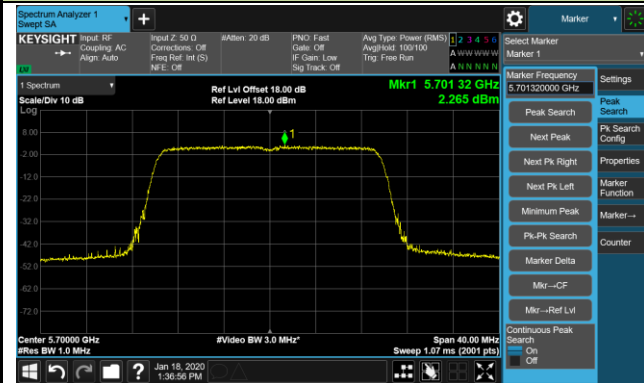 Spectrum Analyzer 1
Swept SA
Marker
KEYSIGHT
Input: RF
Coupling: AC
Align: Auto
Input Z: 50 Ω
Corrections: Off
Freq Ref: Int (S)
NFE: Off
#Atten: 20 dB
PNO: Fast
Gate: Off
IF Gain: Low
Sig Track: Off
Avg Type: Power (RMS)
Avg|Hold: 100/100
Trig: Free Run
1 2 3 4 5 6
A W W W W W
A N N N N N
Select Marker
Marker 1
1 Spectrum
Scale/Div 10 dB
Log
Ref Lvl Offset 18.00 dB
Ref Level 18.00 dBm
Mkr1 5.701 32 GHz
2.265 dBm
8.00
-2.00
-12.0
-22.0
-32.0
-42.0
-52.0
-62.0
-72.0
1
Center 5.70000 GHz
#Res BW 1.0 MHz
#Video BW 3.0 MHz*
Span 40.00 MHz
Sweep 1.07 ms (2001 pts)
Marker Frequency
5.701320000 GHz
Peak Search
Next Peak
Next Pk Right
Next Pk Left
Minimum Peak
Pk-Pk Search
Marker Delta
Mkr→CF
Mkr→Ref Lvl
Continuous Peak
Search
On
Off
Settings
Peak
Search
Pk Search
Config
Properties
Marker
Function
Marker→
Counter
?
Jan 18, 2020
1:36:56 PM